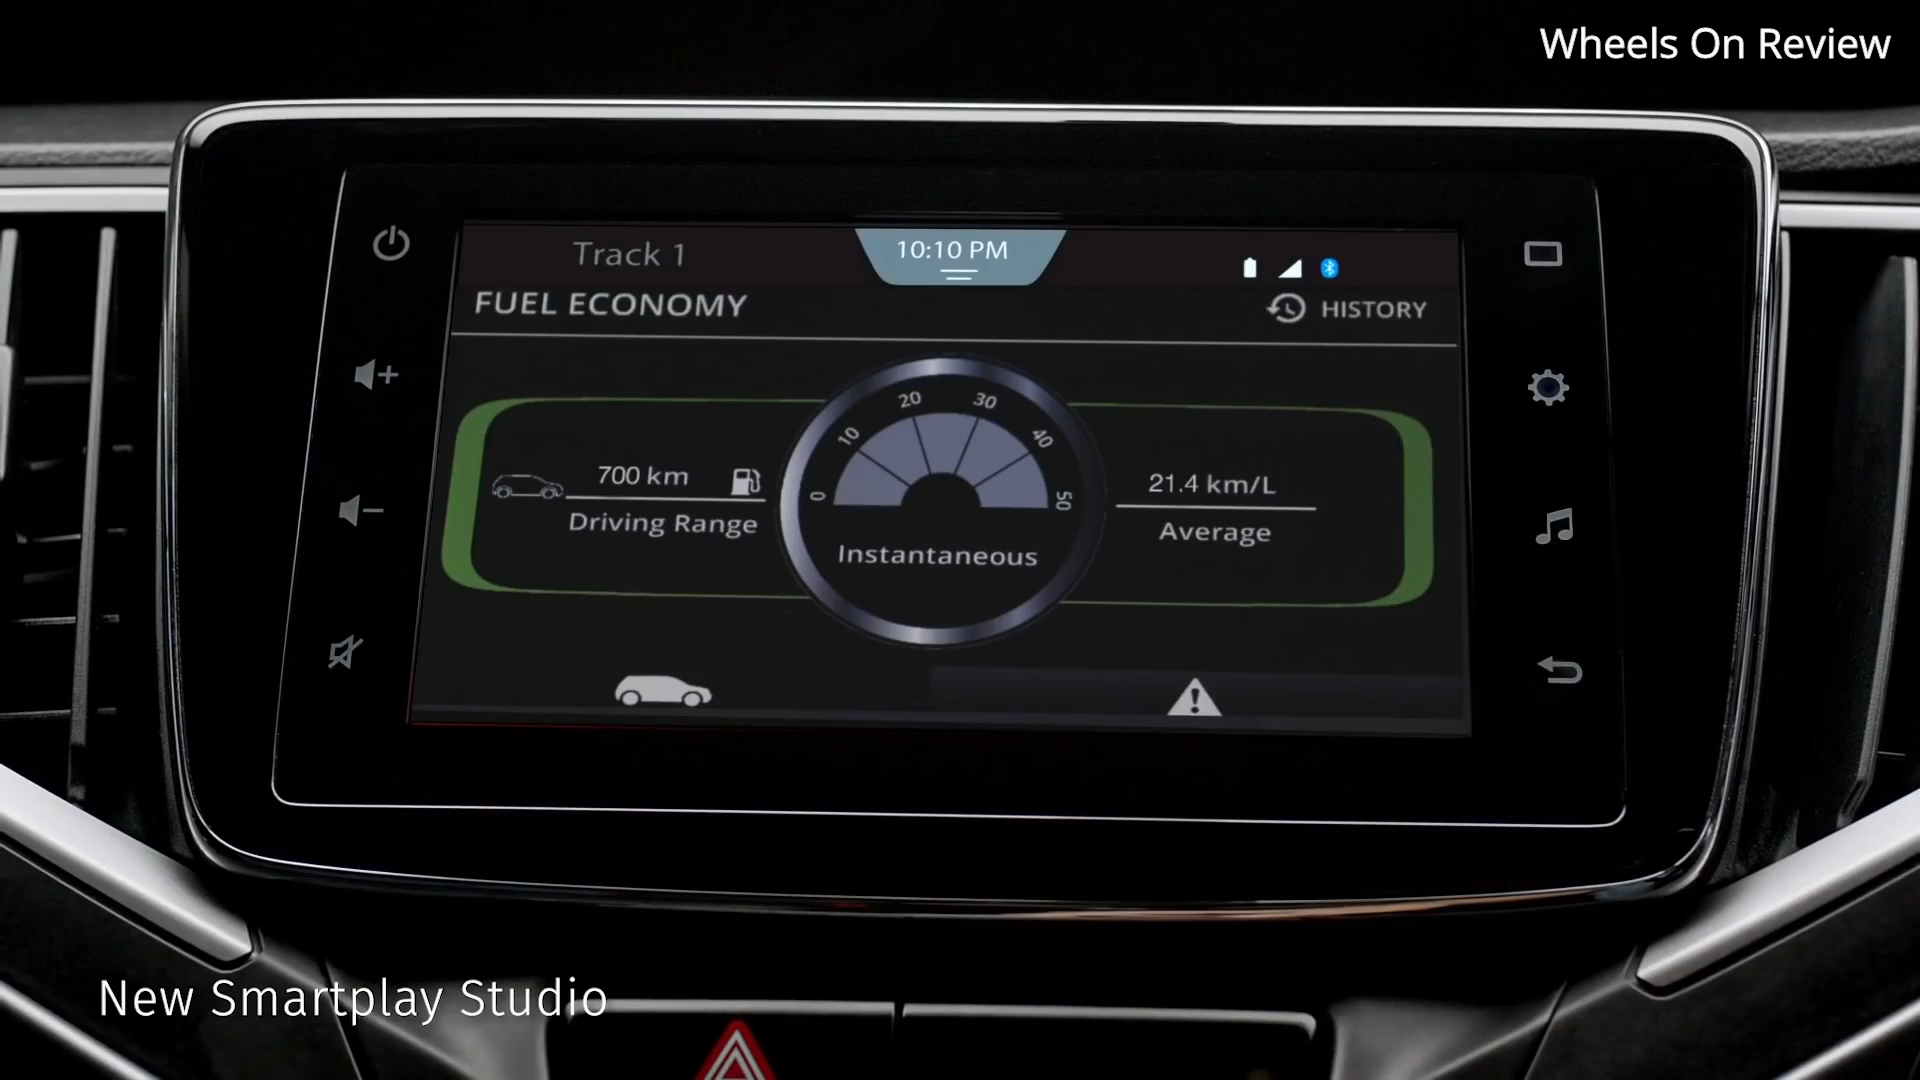 Wheels On Review
Track 1
10:10 PM
FUEL ECONOMY
HISTORY
700 km
Driving Range
0
10
20
30
40
50
Instantaneous
21.4 km/L
Average
New Smartplay Studio